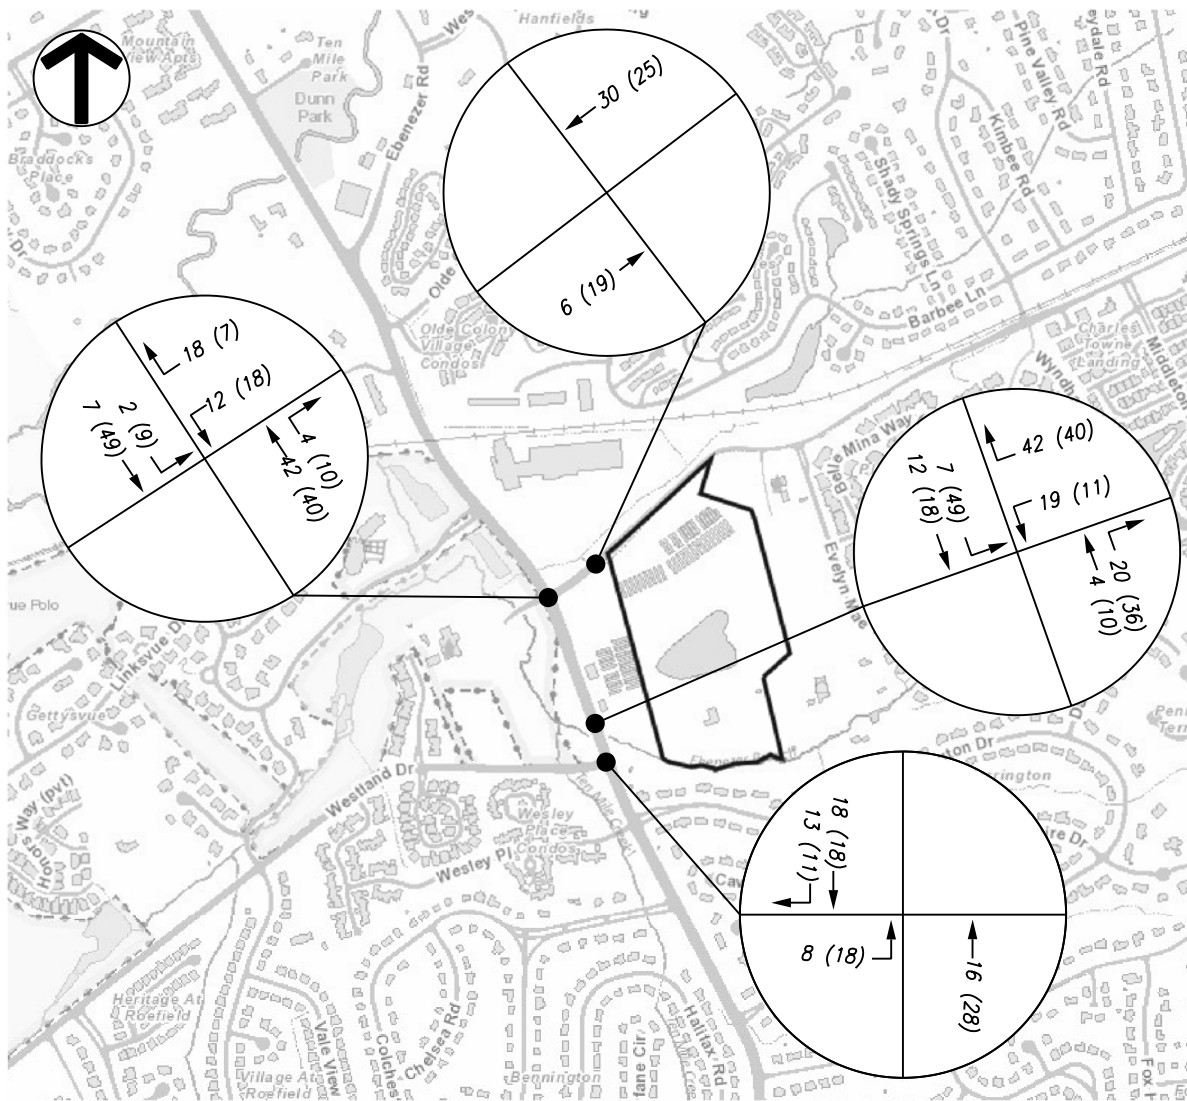 Hanfields
Mountain
View Apts
Ten
Mile
Park
Dunn
Park
Ebenezer Rd
Braddocks
Place
Pine Valley Rd
Kimbee Rd
Shady Springs Ln
Barbee Ln
30 (25)
6 (19)
Olde
Olde Colony
Village
Condos
Charles
Towne
Landing
Middleton
Wyndh
Belle Mina Way
Evelyn Mae
18 (7)
12 (18)
2 (9)
7 (49)
4 (10)
42 (40)
42 (40)
19 (11)
7 (49)
12 (18)
20 (36)
4 (10)
ue Polo
Linksvue Dr
Gettysvue
Westland Dr
Wesley Pl
Wesley
Place
Condos
Way (pvt)
18 (18)
13 (11)
8 (18)
16 (28)
Heritage At
Roefield
Vale View
Chelsea Rd
Colches
Village At
Roefield
Bennington
Halifax Rd